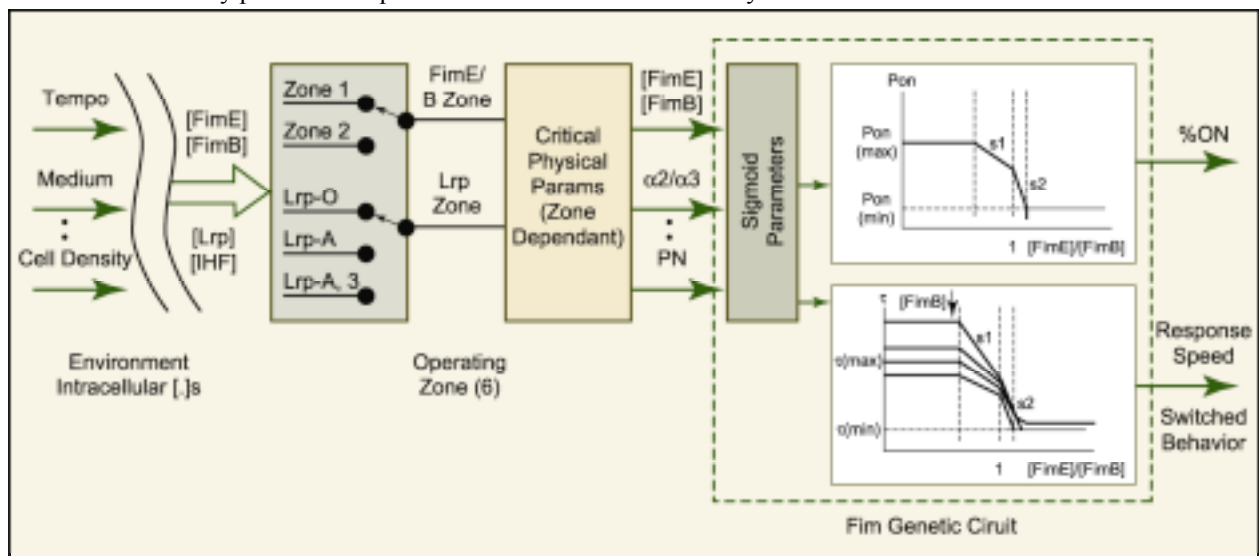 Tempo
Medium
:
Cell Density
[FimE]
[FimB]
[Lrp]
[IHF]
Environment
Intracellular [.]s
Zone 1
Zone 2
Lrp-O
Lrp-A
Lrp-A, 3
FimE/
B Zone
Lrp
Zone
Operating
Zone (6)
Critical
Physical
Params
(Zone
Dependant)
[FimE]
[FimB]
α2/α3
:
PN
Sigmoid
Parameters
Pon
Pon
(max)
Pon
(min)
s1
s2
1 [FimE]/[FimB]
%ON
τ [FimB]
s1
s2
(max)
(min)
1 [FimE]/[FimB]
Response
Speed
Switched
Behavior
Fim Genetic Ciruit